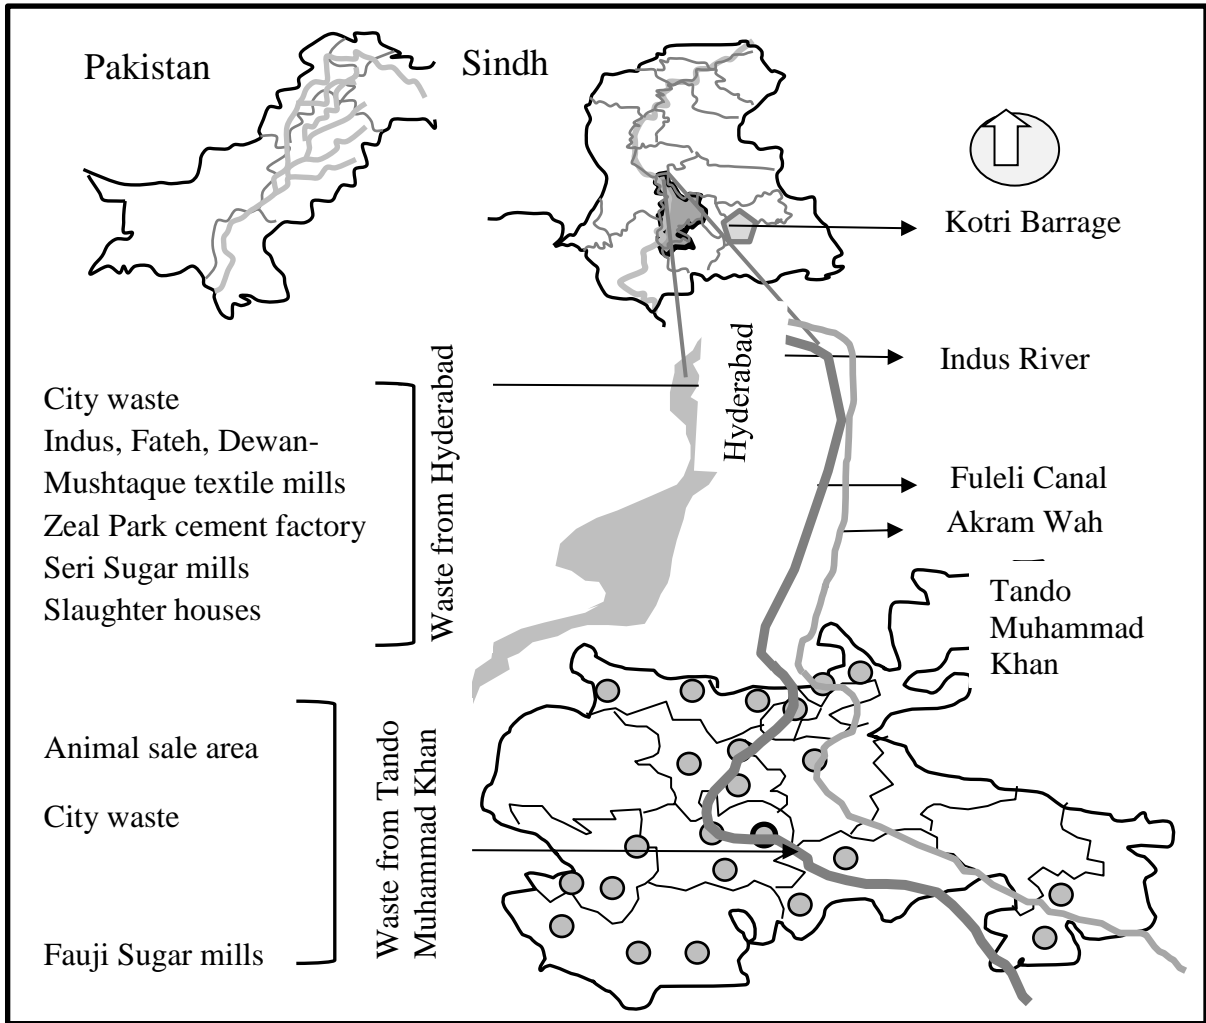 Pakistan
Sindh
Kotri Barrage
Hyderabad
Indus River
City waste
Indus, Fateh, Dewan-
Mushtaque textile mills
Zeal Park cement factory
Seri Sugar mills
Slaughter houses
Waste from Hyderabad
Fuleli Canal
Akram Wah
Tando
Muhammad
Khan
Animal sale area
City waste
Fauji Sugar mills
Waste from Tando
Muhammad Khan